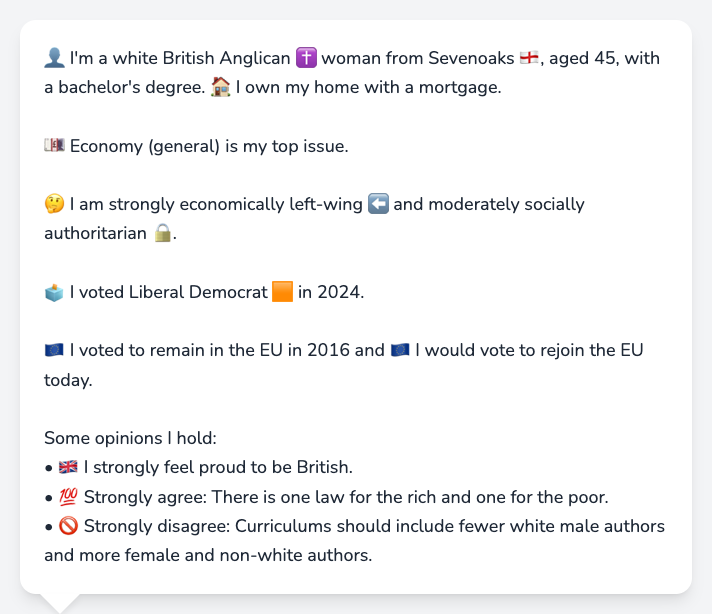 👤 I'm a white British Anglican ✝️ woman from Sevenoaks 🏴󠁧󠁢󠁥󠁮󠁧󠁿, aged 45, with
a bachelor's degree. 🏠 I own my home with a mortgage.
💷 Economy (general) is my top issue.
🤔 I am strongly economically left-wing ⬅️ and moderately socially
authoritarian 🔒.
🗳️ I voted Liberal Democrat 🟧 in 2024.
🇪🇺 I voted to remain in the EU in 2016 and 🇪🇺 I would vote to rejoin the EU
today.
Some opinions I hold:
• 🇬🇧 I strongly feel proud to be British.
• 💯 Strongly agree: There is one law for the rich and one for the poor.
• 🚫 Strongly disagree: Curriculums should include fewer white male authors
and more female and non-white authors.